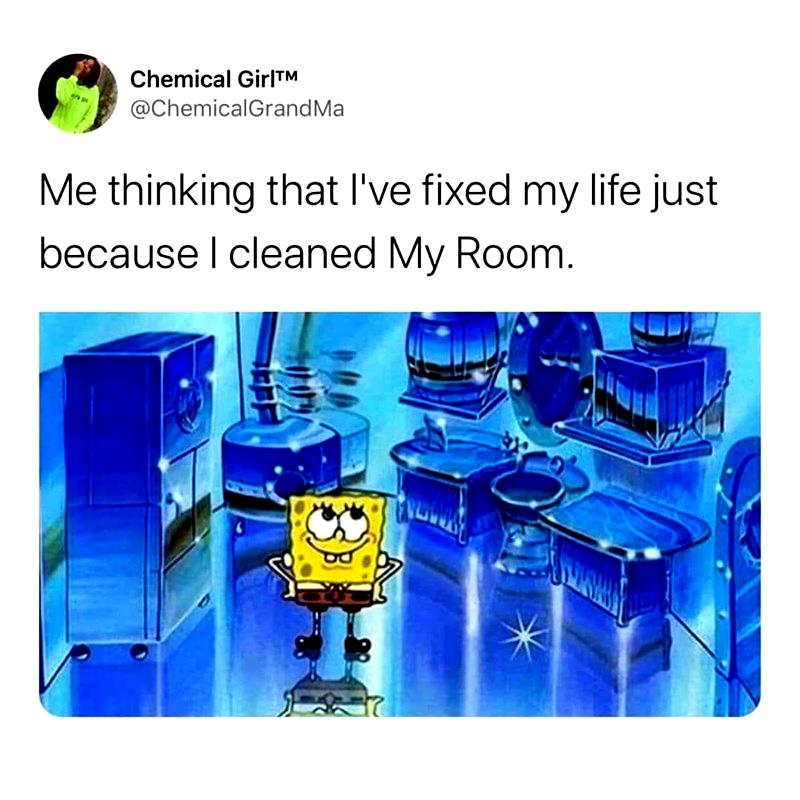 Chemical Girl™
@ChemicalGrandMa
Me thinking that I've fixed my life just
because I cleaned My Room.